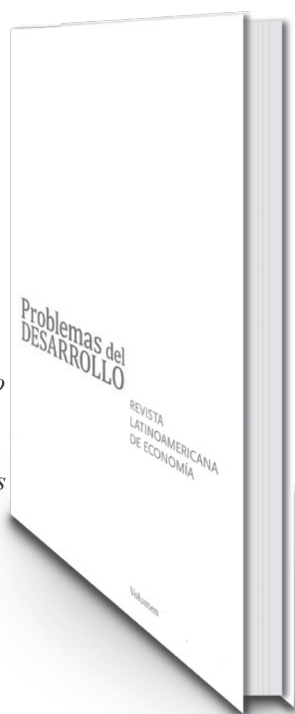 Problemas del
DESARROLLO
REVISTA
LATINOAMERICANA
DE ECONOMÍA
Volumen
o
s